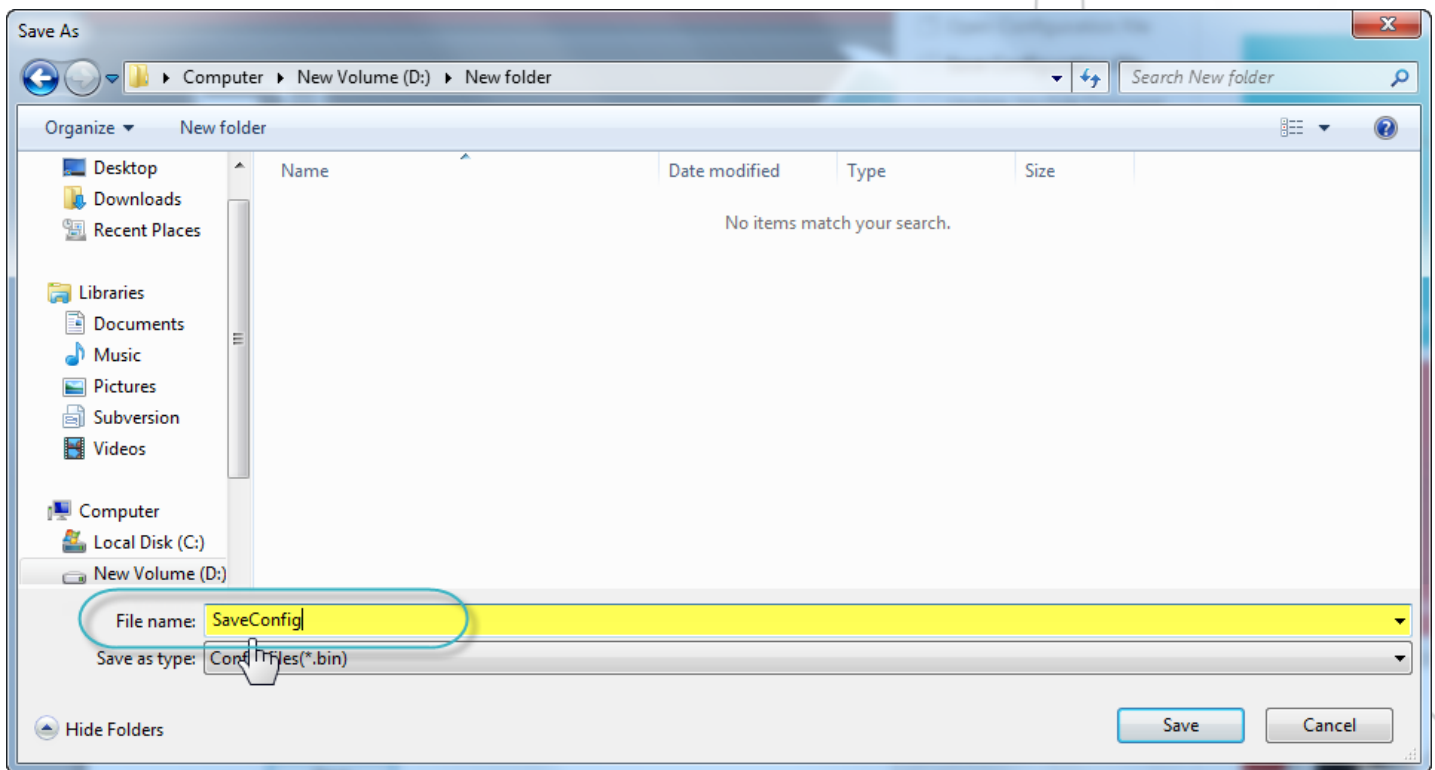 Save As
Computer New Volume (D:) New folder
Search New folder
Organize New folder
Name Date modified Type Size
No items match your search.
Desktop
Downloads
Recent Places
Libraries
Documents
Music
Pictures
Subversion
Videos
Computer
Local Disk (C:)
New Volume (D:)
File name: SaveConfig
Save as type: (*.bin)
Hide Folders
Save Cancel